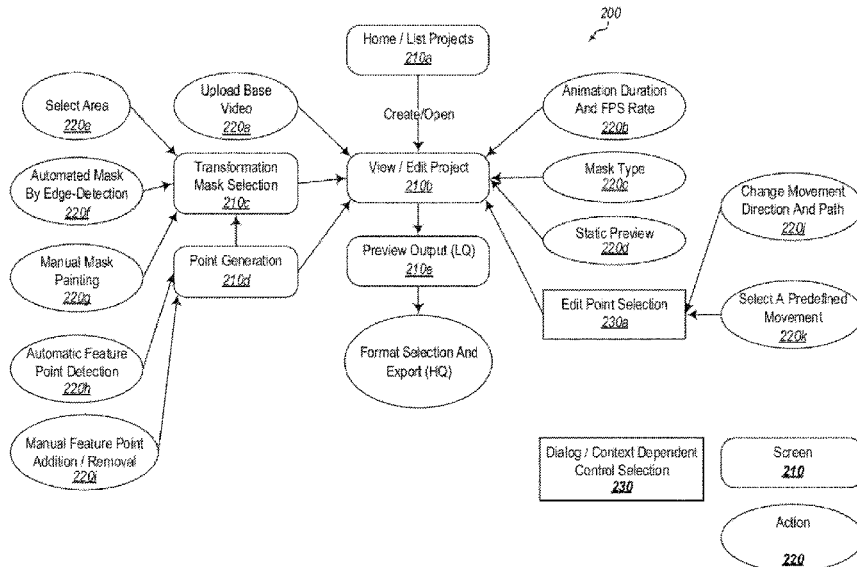 200
Home / List Projects
210a
Create/Open
Select Area
220e
Upload Base
Video
220a
Animation Duration
And FPS Rate
220b
Automated Mask
By Edge-Detection
220f
Transformation
Mask Selection
210c
View / Edit Project
210b
Mask Type
220c
Change Movement
Direction And Path
220j
Static Preview
220d
Manual Mask
Painting
220g
Point Generation
210d
Preview Output (LQ)
210e
Edit Point Selection
230a
Select A Predefined
Movement
220k
Automatic Feature
Point Detection
220h
Format Selection And
Export (HQ)
Manual Feature Point
Addition / Removal
220i
Dialog / Context Dependent
Control Selection
230
Screen
210
Action
220